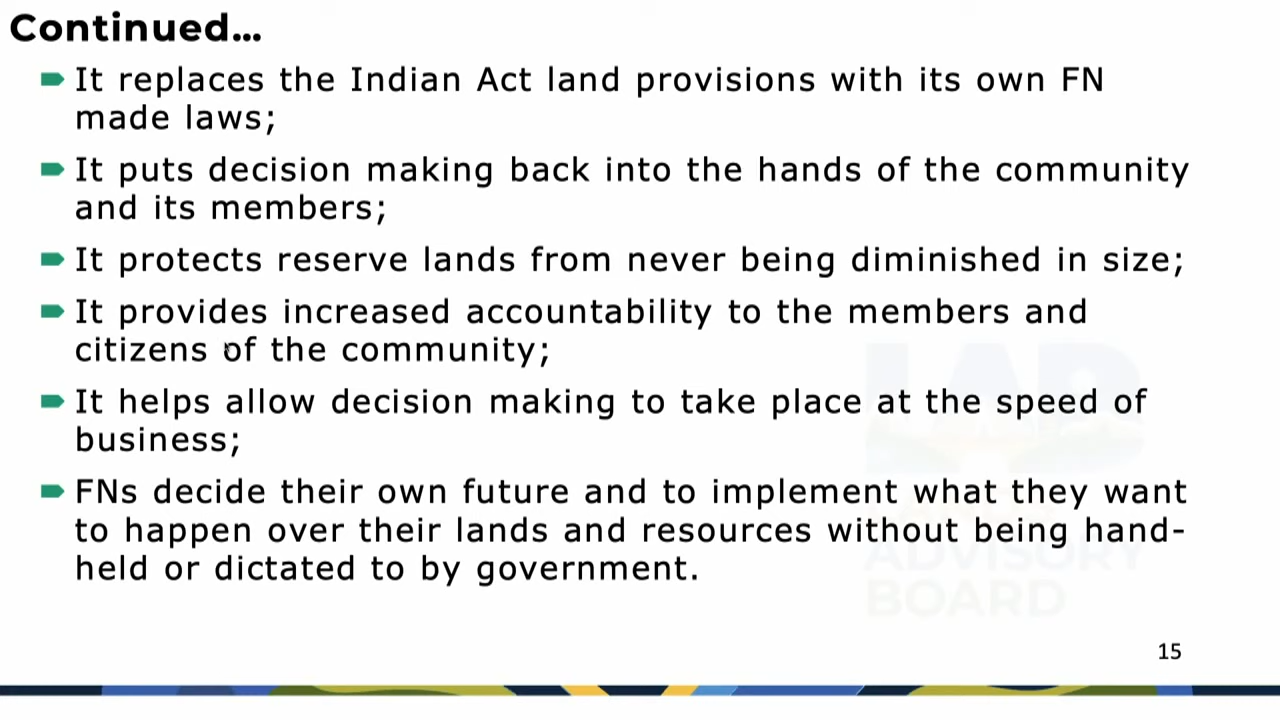 Continued...
It replaces the Indian Act land provisions with its own FN
made laws;
It puts decision making back into the hands of the community
and its members;
It protects reserve lands from never being diminished in size;
It provides increased accountability to the members and
citizens of the community;
It helps allow decision making to take place at the speed of
business;
FNs decide their own future and to implement what they want
to happen over their lands and resources without being hand-
held or dictated to by government.
LAB
LANDS
ADVISORY
BOARD
15